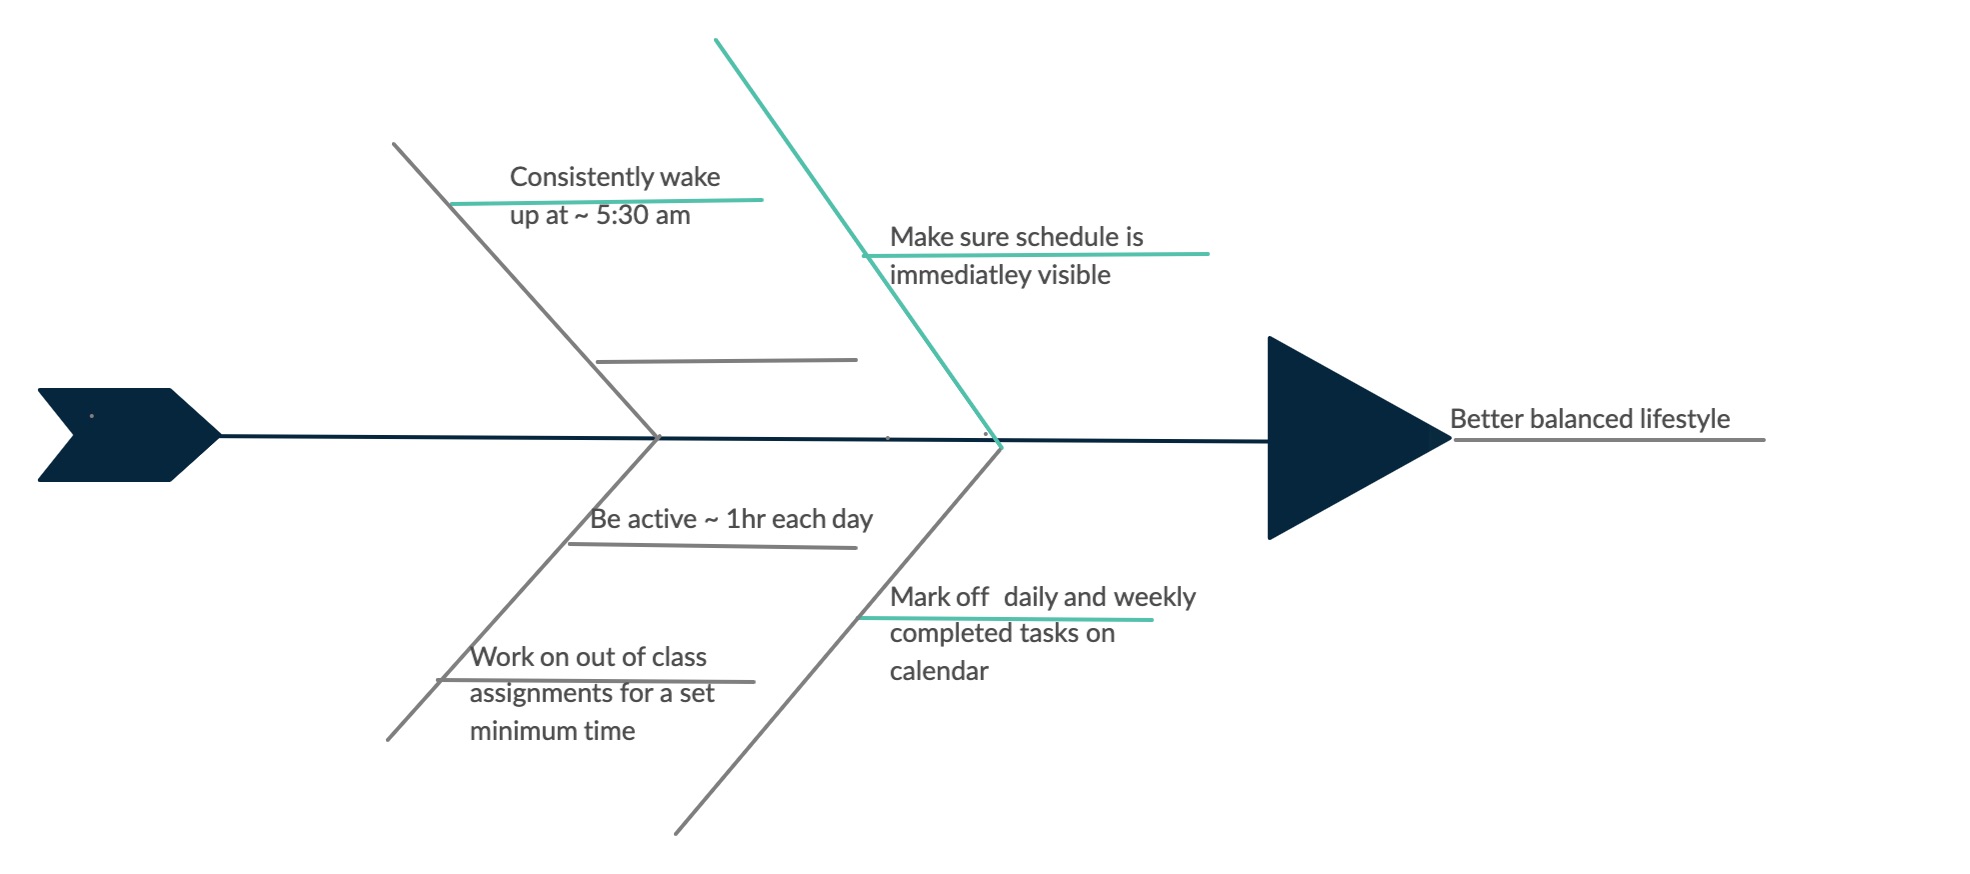 Consistently wake
up at ~ 5:30 am
Make sure schedule is
immediatley visible
Better balanced lifestyle
Be active ~ 1hr each day
Mark off  daily and weekly
completed tasks on
calendar
Work on out of class
assignments for a set
minimum time